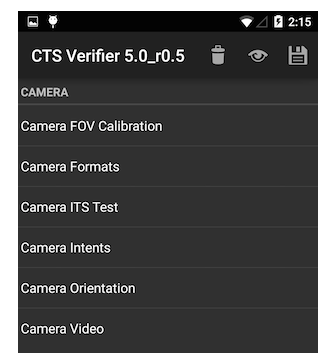 2:15
CTS Verifier 5.0_r0.5
CAMERA
Camera FOV Calibration
Camera Formats
Camera ITS Test
Camera Intents
Camera Orientation
Camera Video